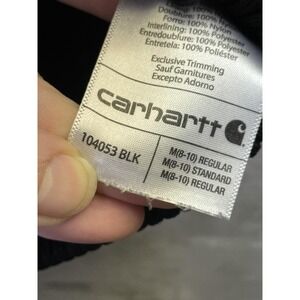 Doublure: 100% Nylon
Forro: 100% Nylon
Interlining: 100% Polyester
Entredoublure: 100% Polyester
Entretela: 100% Poliéster
Exclusive Trimming
Sauf Garnitures
Excepto Adorno
carhartt
104053 BLK
M(8-10) REGULAR
M(8-10) STANDARD
M(8-10) REGULAR